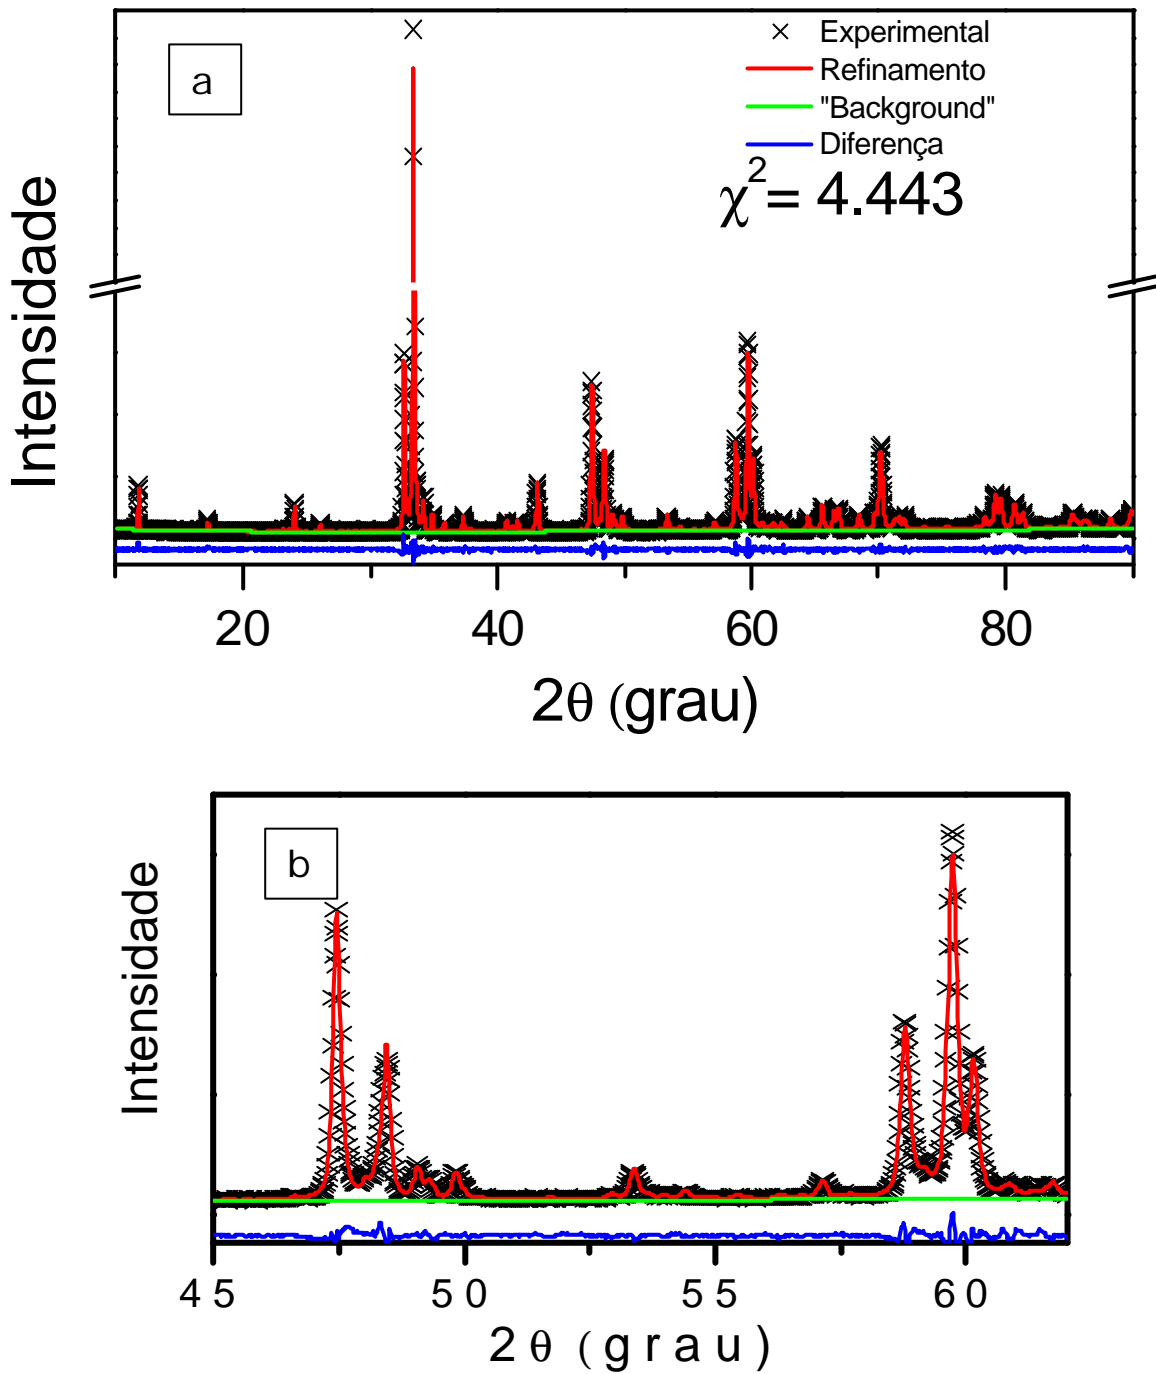 a
Experimental
Refinamento
"Background"
Diferença
χ²= 4.443
Intensidade
20 40 60 80
2θ (grau)
b
Intensidade
45 50 55 60
2θ (grau)